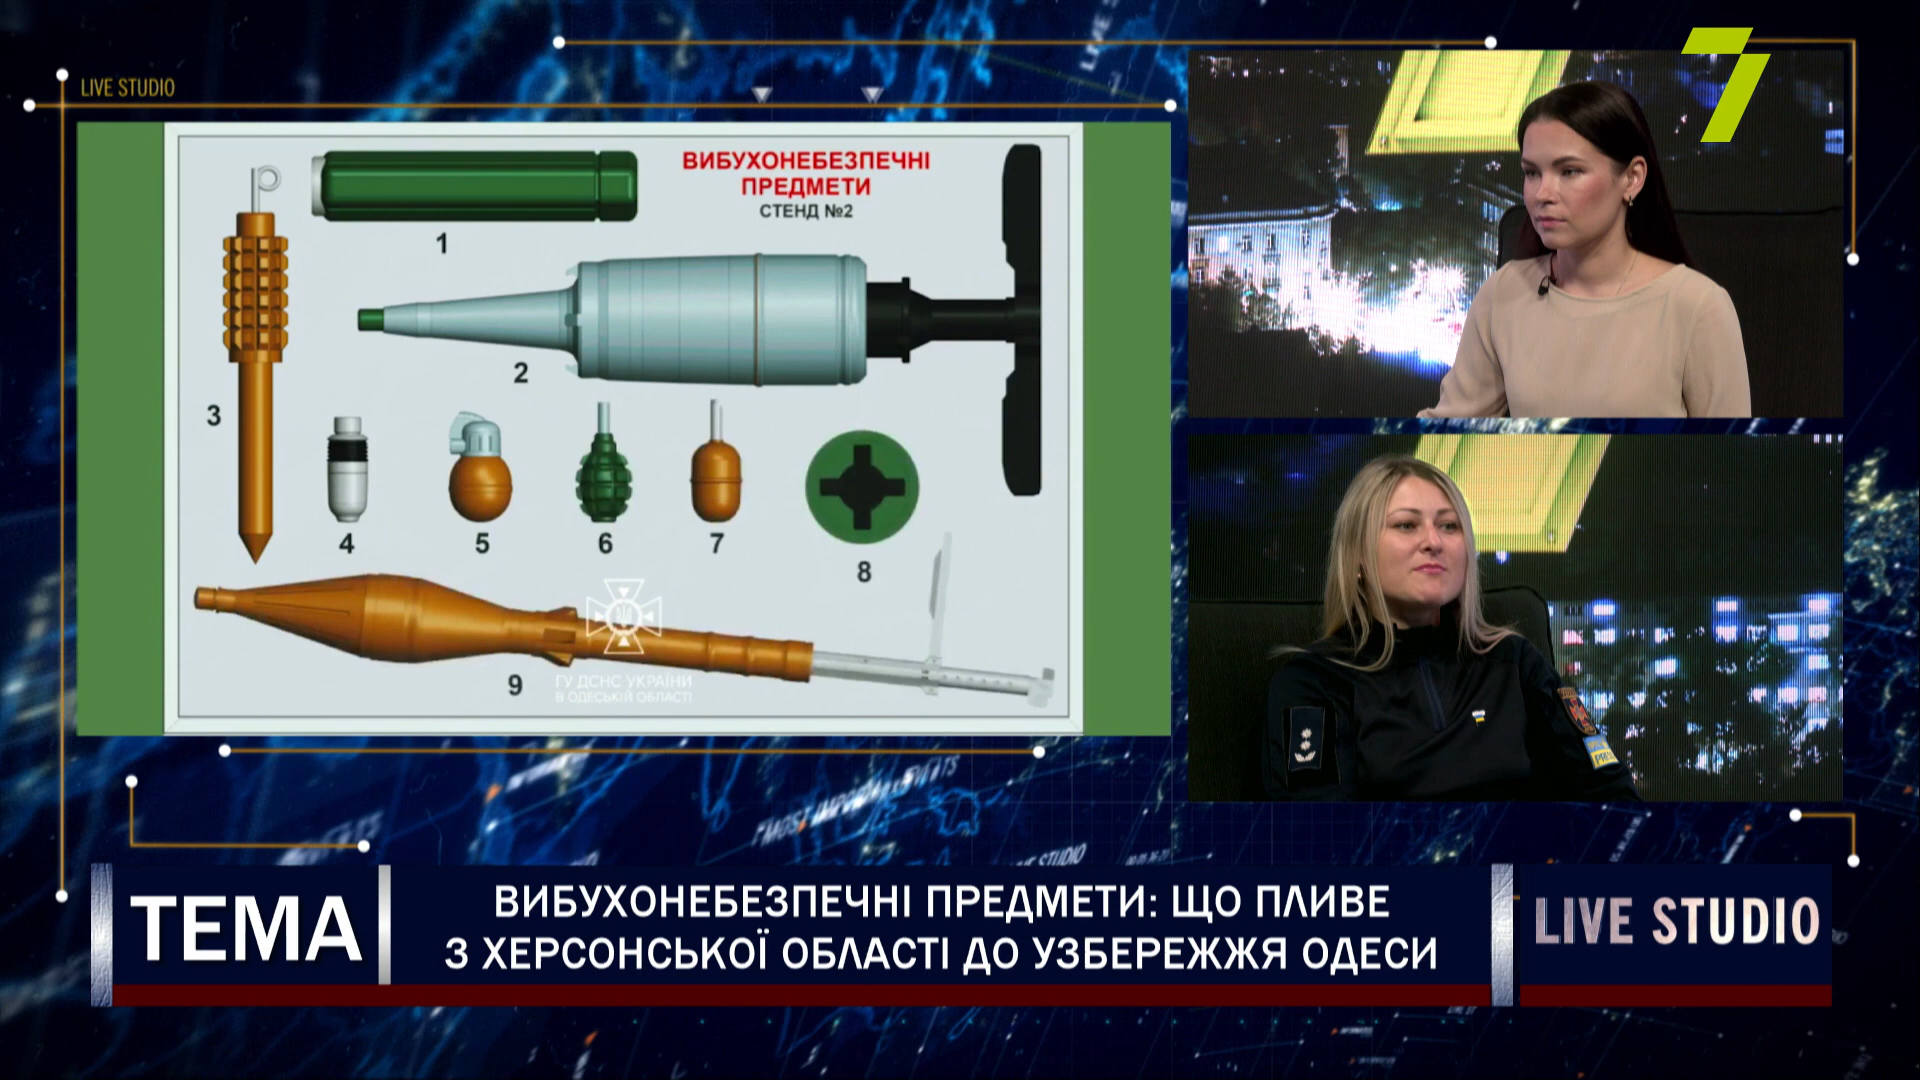 LIVE STUDIO
7
ВИБУХОНЕБЕЗПЕЧНІ
ПРЕДМЕТИ
СТЕНД №2
1
2
3
4
5
6
7
8
9
ГУ ДСНС УКРАЇНИ
В ОДЕСЬКІЙ ОБЛАСТІ
ТЕМА
ВИБУХОНЕБЕЗПЕЧНІ ПРЕДМЕТИ: ЩО ПЛИВЕ
З ХЕРСОНСЬКОЇ ОБЛАСТІ ДО УЗБЕРЕЖЖЯ ОДЕСИ
LIVE STUDIO